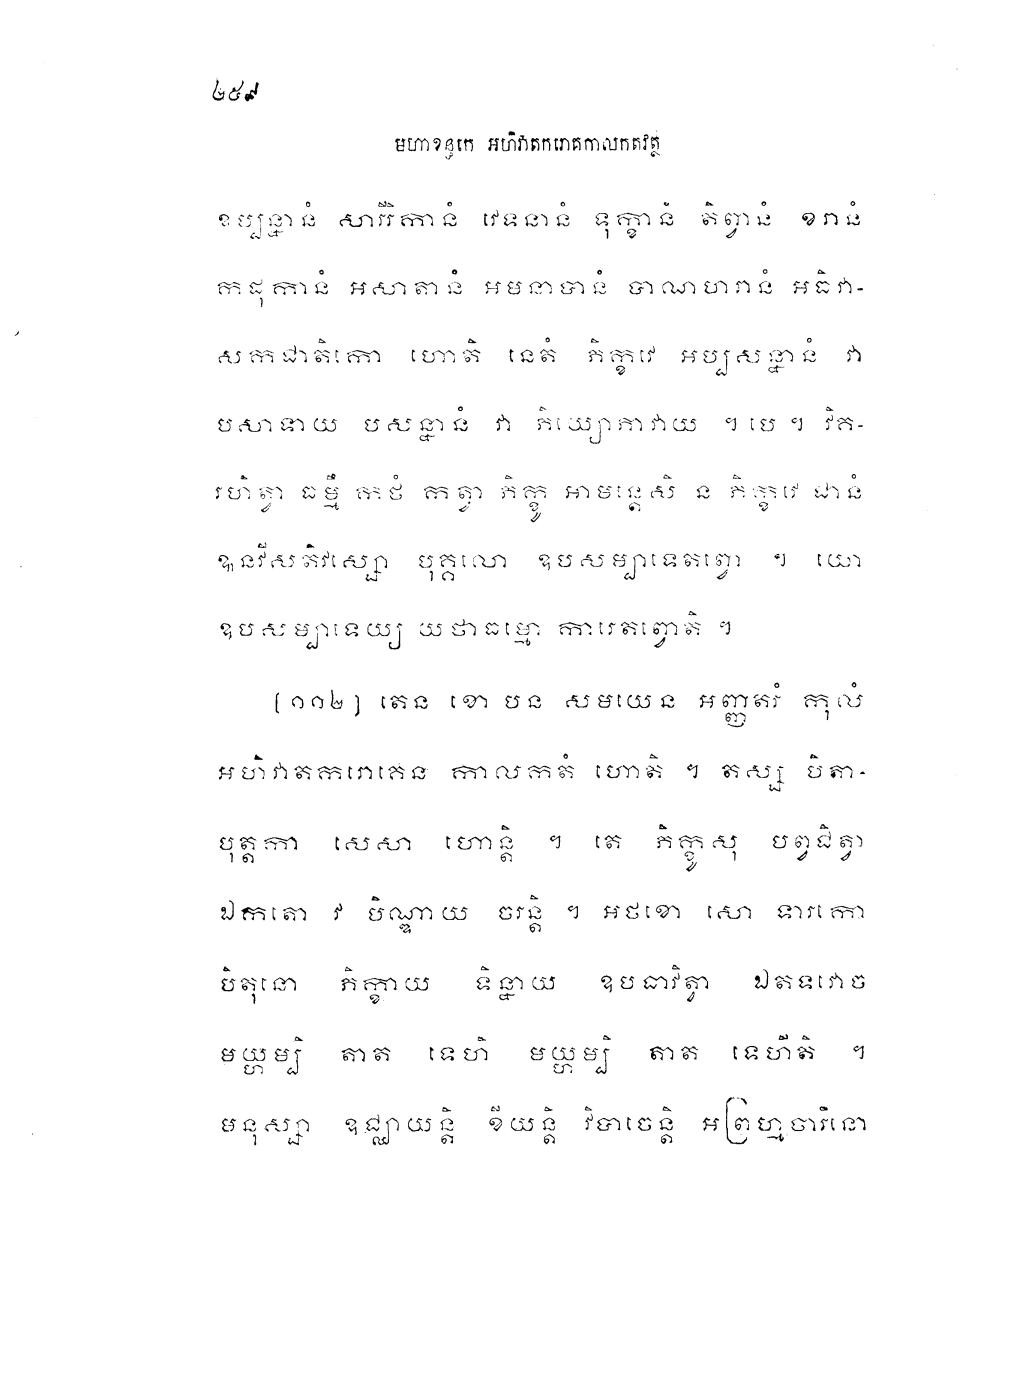 ២៥៩
មហាខន្ធកេ អហិវាតករោគកាលកតវត្ថុ
ឧប្បន្នានំ សារីរិកានំ វេទនានំ ទុក្ខានំ តិព្វានំ ខរានំ
កដុកានំ អសាតានំ អមនាបានំ បាណហរានំ អធិវា-
សកជាតិកោ ហោតិ នេតំ ភិក្ខវេ អប្បសន្នានំ វា
បសាទាយ បសន្នានំ វា ភិយ្យោភាវាយ ។ បេ ។ វិគ-
រហិត្វា ធម្មឹ កថំ កត្វា ភិក្ខូ អាមន្តេសិ ន ភិក្ខវេ ជានំ
ឩនវីសតិវស្សោ បុគ្គលោ ឧបសម្បាទេតព្វោ ។ យោ
ឧបសម្បាទេយ្យ យថាធម្មោ ការេតព្វោតិ ។
[១១២] តេន ខោ បន សមយេន អញ្ញតរំ កុលំ
អហិវាតករោគេន កាលកតំ ហោតិ ។ តស្ស បិតា-
បុត្តកា សេសា ហោន្តិ ។ តេ ភិក្ខូសុ បព្វជិត្វា
ឯកតោ វ បិណ្ឌាយ ចរន្តិ ។ អថខោ សោ ទារកោ
បិតុនោ ភិក្ខាយ ទិន្នាយ ឧបធាវិត្វា ឯតទវោច
មយ្ហម្បិ តាត ទេហិ មយ្ហម្បិ តាត ទេហីតិ ។
មនុស្សា ឧជ្ឈាយន្តិ ខីយន្តិ វិបាចេន្តិ អព្រហ្មចារិនោ